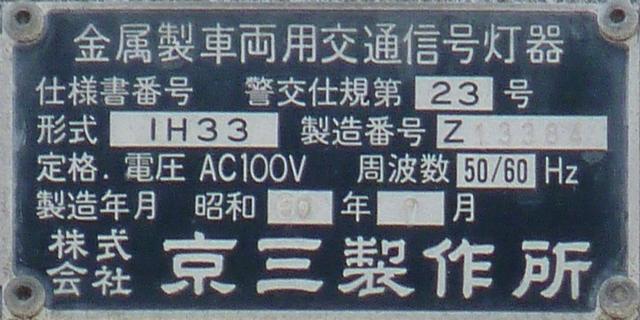 金属製車両用交通信号灯器
仕様書番号 警交仕規第 23 号
形式 1H33 製造番号 Z13384
定格. 電圧 AC100V 周波数 50/60 Hz
製造年月 昭和 年 月
株式会社 京三製作所